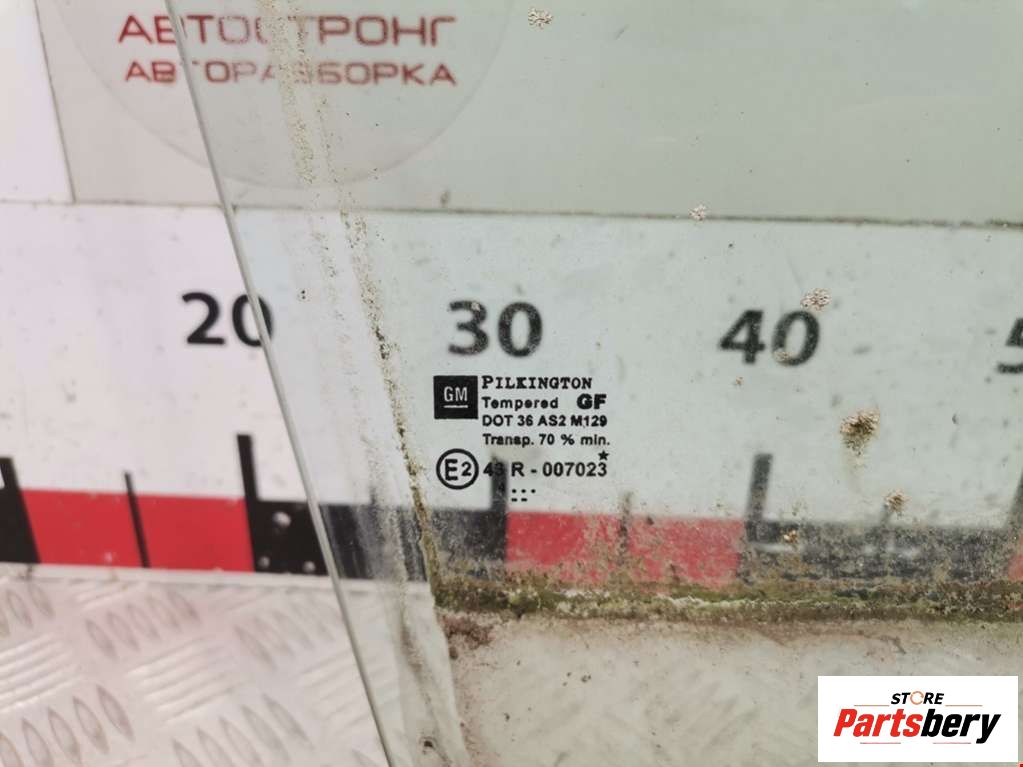 АВТОСТРОНГ
АВТОРАЗБОРКА
20 30 40 5
GM
PILKINGTON
Tempered GF
DOT 36 AS2 M129
Transp. 70 % min.
E2 43 R - 007023
STORE
Partsbery